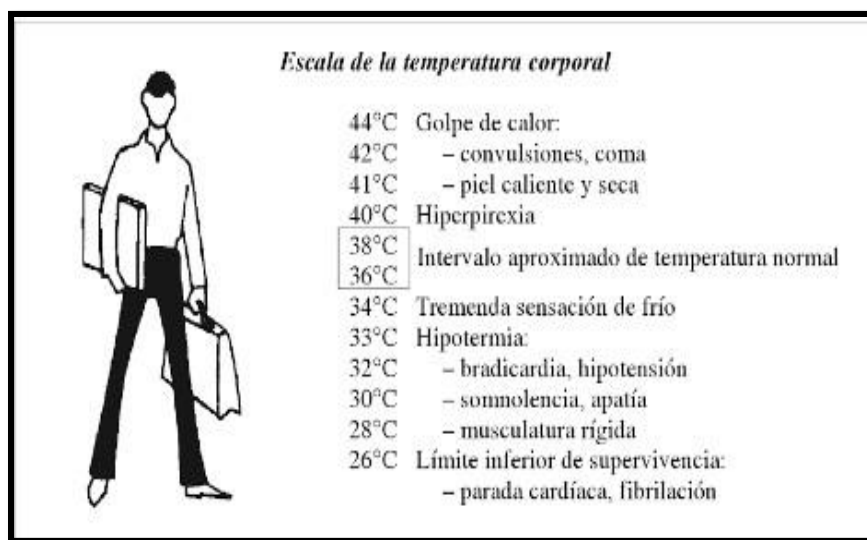 Escala de la temperatura corporal
44°C Golpe de calor:
42°C – convulsiones, coma
41°C – piel caliente y seca
40°C Hiperpirexia
38°C
Intervalo aproximado de temperatura normal
36°C
34°C Tremenda sensación de frío
33°C Hipotermia:
32°C – bradicardia, hipotensión
30°C – somnolencia, apatía
28°C – musculatura rígida
26°C Límite inferior de supervivencia:
– parada cardíaca, fibrilación